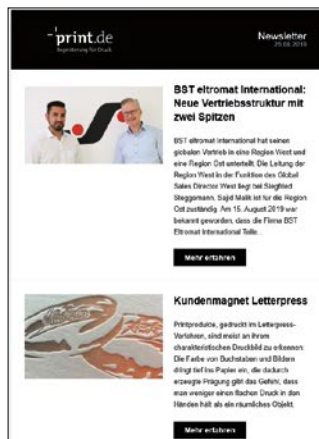 print.de
Begeisterung für Druck
Newsletter
29.08.2019
BST eltromat International:
Neue Vertriebsstruktur mit
zwei Spitzen
BST eltromat International hat seinen
globalen Vertrieb in eine Region West und
eine Region Ost unterteilt. Die Leitung der
Region West in der Funktion des Global
Sales Director West liegt bei Siegfried
Steggemann, Sajid Malik ist für die Region
Ost zuständig. Am 15. August 2019 war
bekannt geworden, dass die Firma BST
Eltromat International Teile...
Mehr erfahren
Kundenmagnet Letterpress
Printprodukte, gedruckt im Letterpress-
Verfahren, sind meist an ihrem
charakteristischen Druckbild zu erkennen:
Die Farbe von Buchstaben und Bildern
dringt tief ins Papier ein, die dadurch
erzeugte Prägung gibt das Gefühl, dass
man weniger einen flachen Druck in den
Händen hält als ein räumliches Objekt.
Mehr erfahren